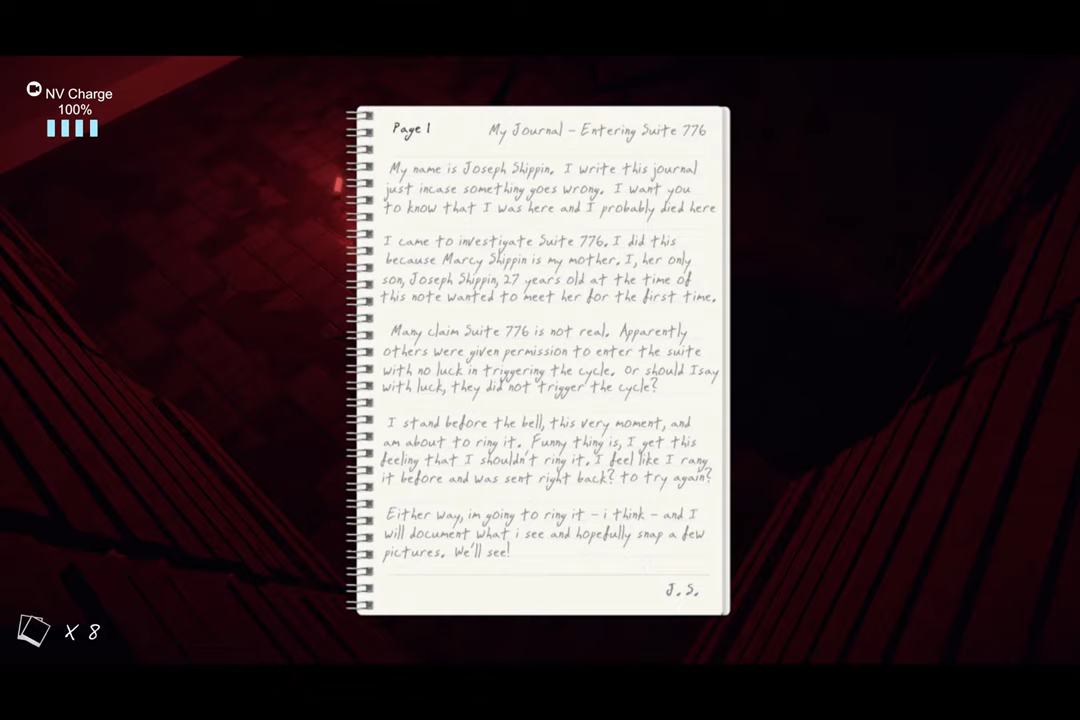 NV Charge
100%
Page 1
My Journal - Entering Suite 776
My name is Joseph Shippin. I write this journal
just incase something goes wrong. I want you
to know that I was here and I probably died here
I came to investigate Suite 776. I did this
because Marcy Shippin is my mother. I, her only
son, Joseph Shippin, 27 years old at the time of
this note wanted to meet her for the first time.
Many claim Suite 776 is not real. Apparently
others were given permission to enter the suite
with no luck in triggering the cycle. Or should I say
with luck, they did not trigger the cycle?
I stand before the bell, this very moment, and
am about to ring it. Funny thing is, I get this
feeling that I shouldn't ring it. I feel like I rang
it before and was sent right back? to try again?
Either way, im going to ring it - i think - and I
will document what i see and hopefully snap a few
pictures. We'll see!
J. S.
X 8